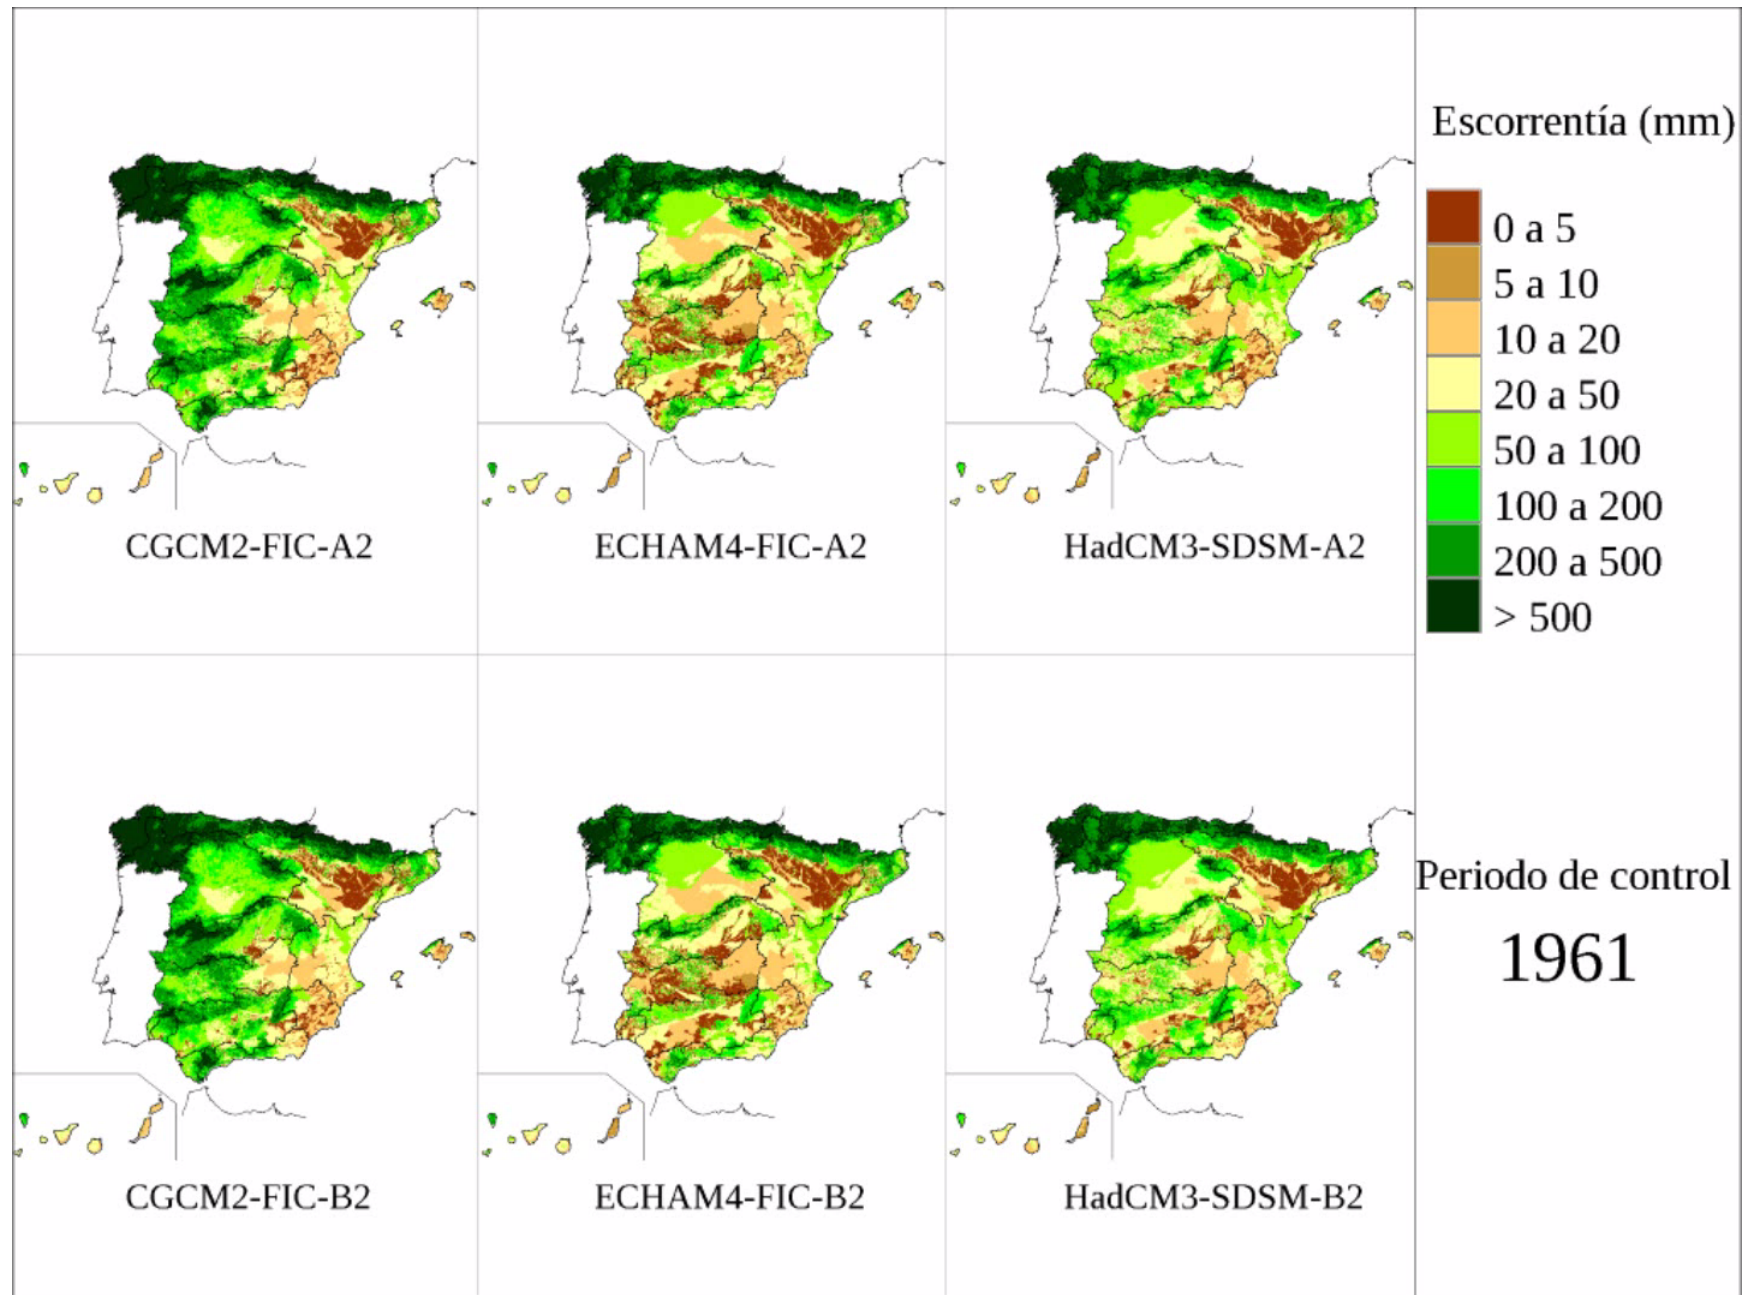 CGCM2-FIC-A2
ECHAM4-FIC-A2
HadCM3-SDSM-A2
Escorrentía (mm)
0 a 5
5 a 10
10 a 20
20 a 50
50 a 100
100 a 200
200 a 500
> 500
CGCM2-FIC-B2
ECHAM4-FIC-B2
HadCM3-SDSM-B2
Periodo de control
1961